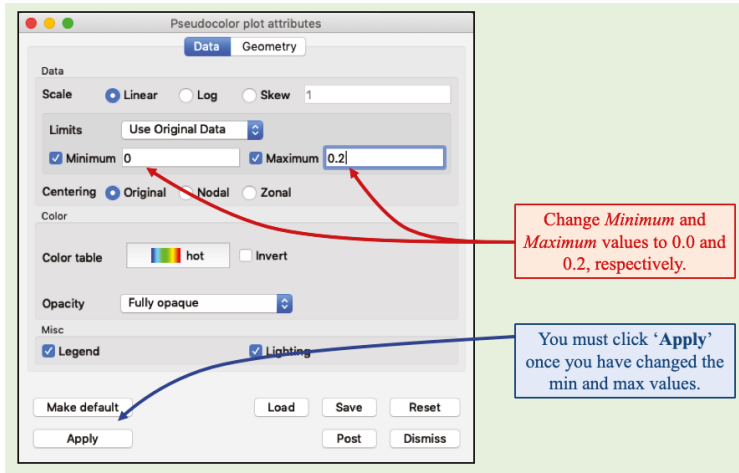 Pseudocolor plot attributes
Data Geometry
Data
Scale Linear Log Skew 1
Limits Use Original Data
Minimum 0 Maximum 0.2
Centering Original Nodal Zonal
Color
Color table hot Invert
Opacity Fully opaque
Misc
Legend Lighting
Make default Load Save Reset
Apply Post Dismiss
Change Minimum and
Maximum values to 0.0 and
0.2, respectively.
You must click ‘Apply’
once you have changed the
min and max values.